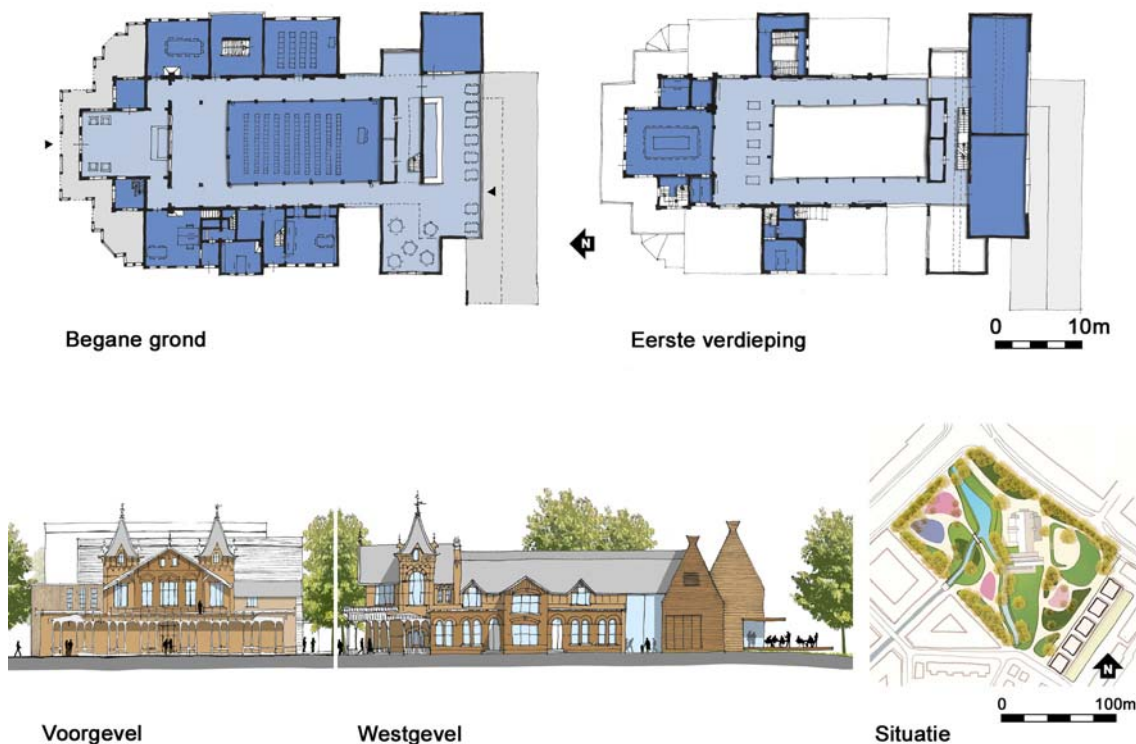 N
Begane grond
Eerste verdieping
0 10m
Voorgevel
Westgevel
Situatie
N
0 100m